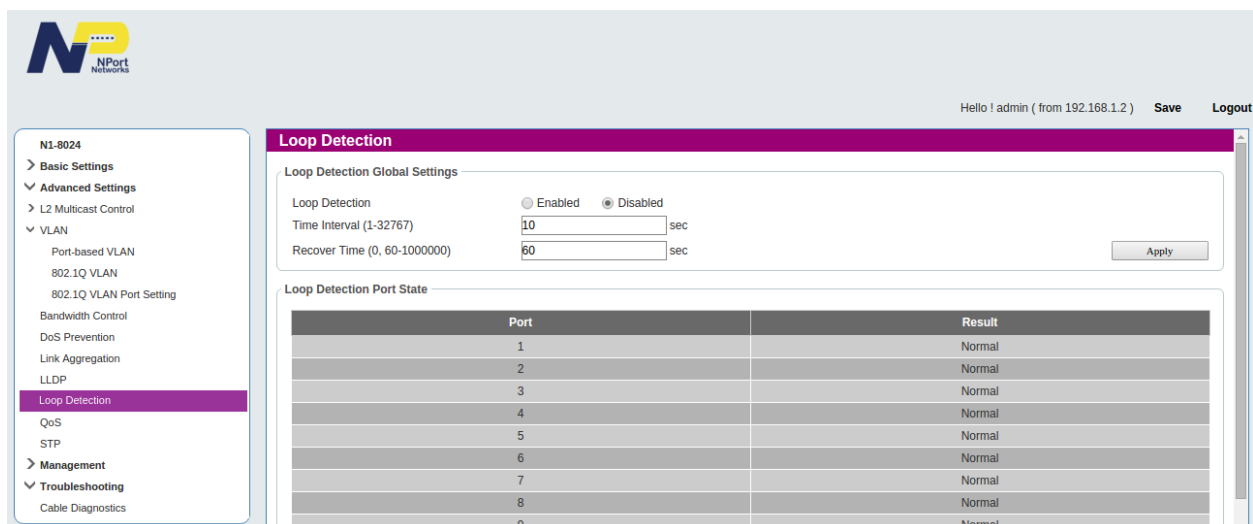 NPort
Networks
Hello ! admin ( from 192.168.1.2 ) Save Logout
N1-8024
Basic Settings
Advanced Settings
L2 Multicast Control
VLAN
Port-based VLAN
802.1Q VLAN
802.1Q VLAN Port Setting
Bandwidth Control
DoS Prevention
Link Aggregation
LLDP
Loop Detection
QoS
STP
Management
Troubleshooting
Cable Diagnostics
Loop Detection
Loop Detection Global Settings
Loop Detection Enabled Disabled
Time Interval (1-32767) 10 sec
Recover Time (0, 60-1000000) 60 sec
Apply
Loop Detection Port State
Port Result
1 Normal
2 Normal
3 Normal
4 Normal
5 Normal
6 Normal
7 Normal
8 Normal
9 Normal